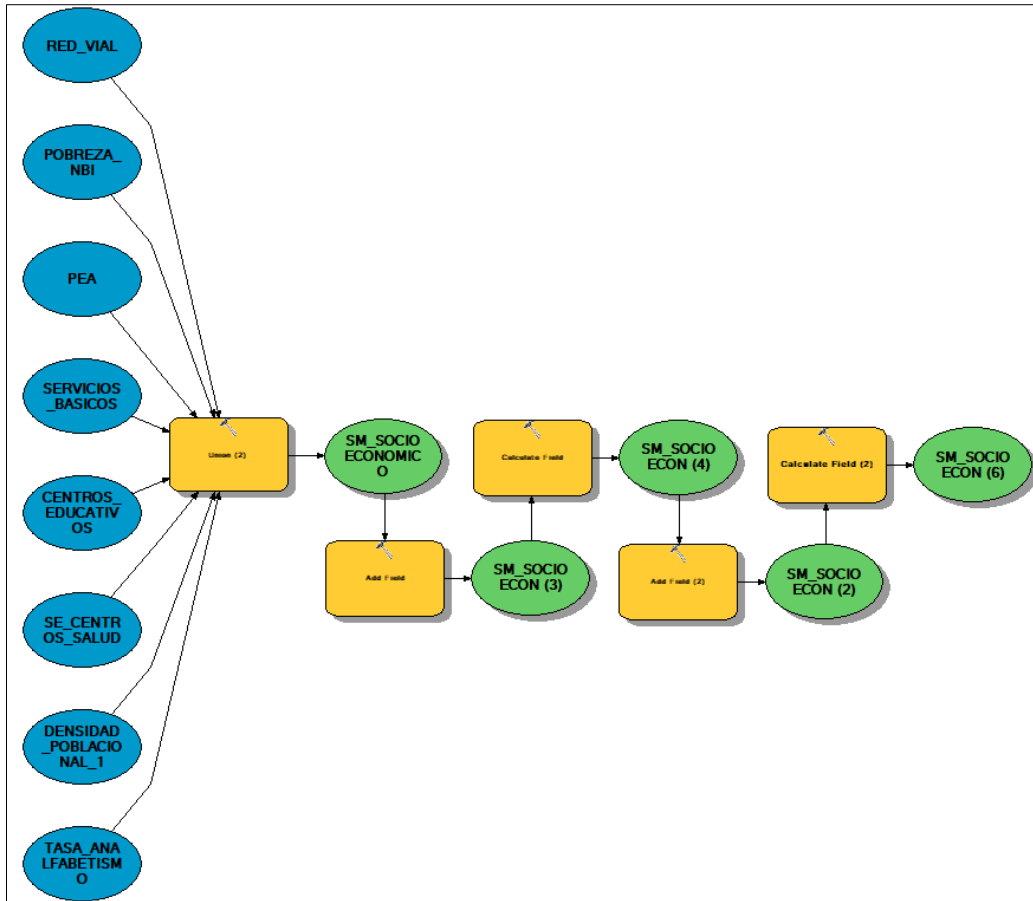 RED_VIAL
POBREZA_
NBI
PEA
SERVICIOS
_BASICOS
CENTROS_
EDUCATIV
OS
SE_CENTR
OS_SALUD
DENSIDAD
_POBLACIO
NAL_1
TASA_ANA
LFABETISM
O
Union (2)
SM_SOCIO
ECONOMIC
O
Add Field
SM_SOCIO
ECON (3)
Calculate Field
SM_SOCIO
ECON (4)
Add Field (2)
SM_SOCIO
ECON (2)
Calculate Field (2)
SM_SOCIO
ECON (6)